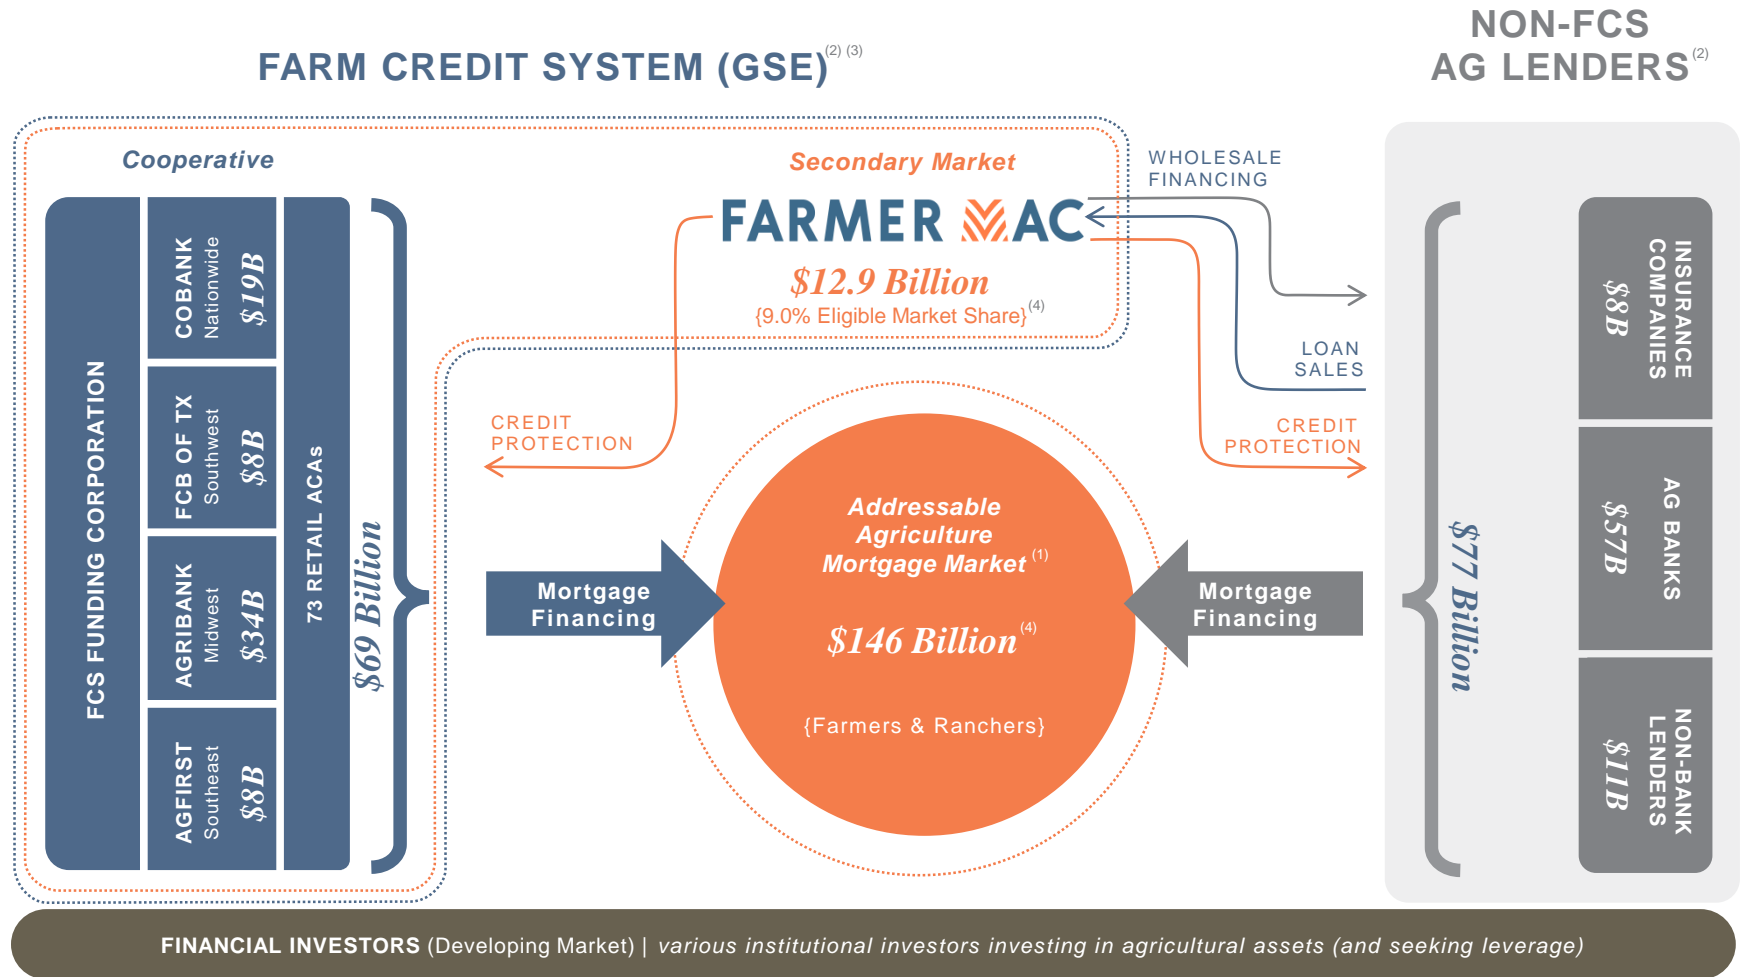 FARM CREDIT SYSTEM (GSE)(2) (3)
NON-FCS
AG LENDERS(2)
Cooperative
FCS FUNDING CORPORATION
COBANK
Nationwide
$19B
FCB OF TX
Southwest
$8B
AGRIBANK
Midwest
$34B
AGFIRST
Southeast
$8B
73 RETAIL ACAs
$69 Billion
Secondary Market
FARMER MAC
$12.9 Billion
{9.0% Eligible Market Share}(4)
WHOLESALE
FINANCING
LOAN
SALES
CREDIT
PROTECTION
CREDIT
PROTECTION
Mortgage
Financing
Addressable
Agriculture
Mortgage Market (1)
$146 Billion(4)
{Farmers & Ranchers}
Mortgage
Financing
$77 Billion
INSURANCE
COMPANIES
$8B
AG BANKS
$57B
NON-BANK
LENDERS
$11B
FINANCIAL INVESTORS (Developing Market) | various institutional investors investing in agricultural assets (and seeking leverage)